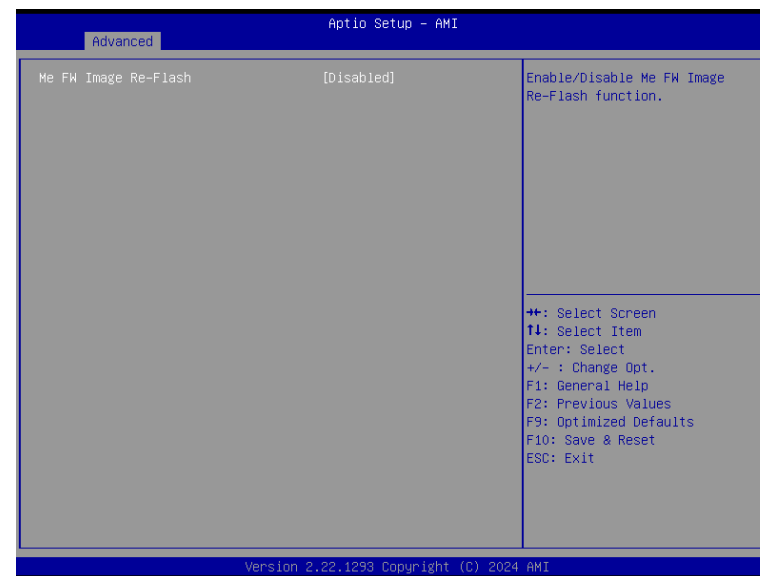 Aptio Setup – AMI
Advanced
Me FW Image Re–Flash [Disabled]
Enable/Disable Me FW Image
Re–Flash function.
→←: Select Screen
↑↓: Select Item
Enter: Select
+/– : Change Opt.
F1: General Help
F2: Previous Values
F9: Optimized Defaults
F10: Save & Reset
ESC: Exit
Version 2.22.1293 Copyright (C) 2024 AMI